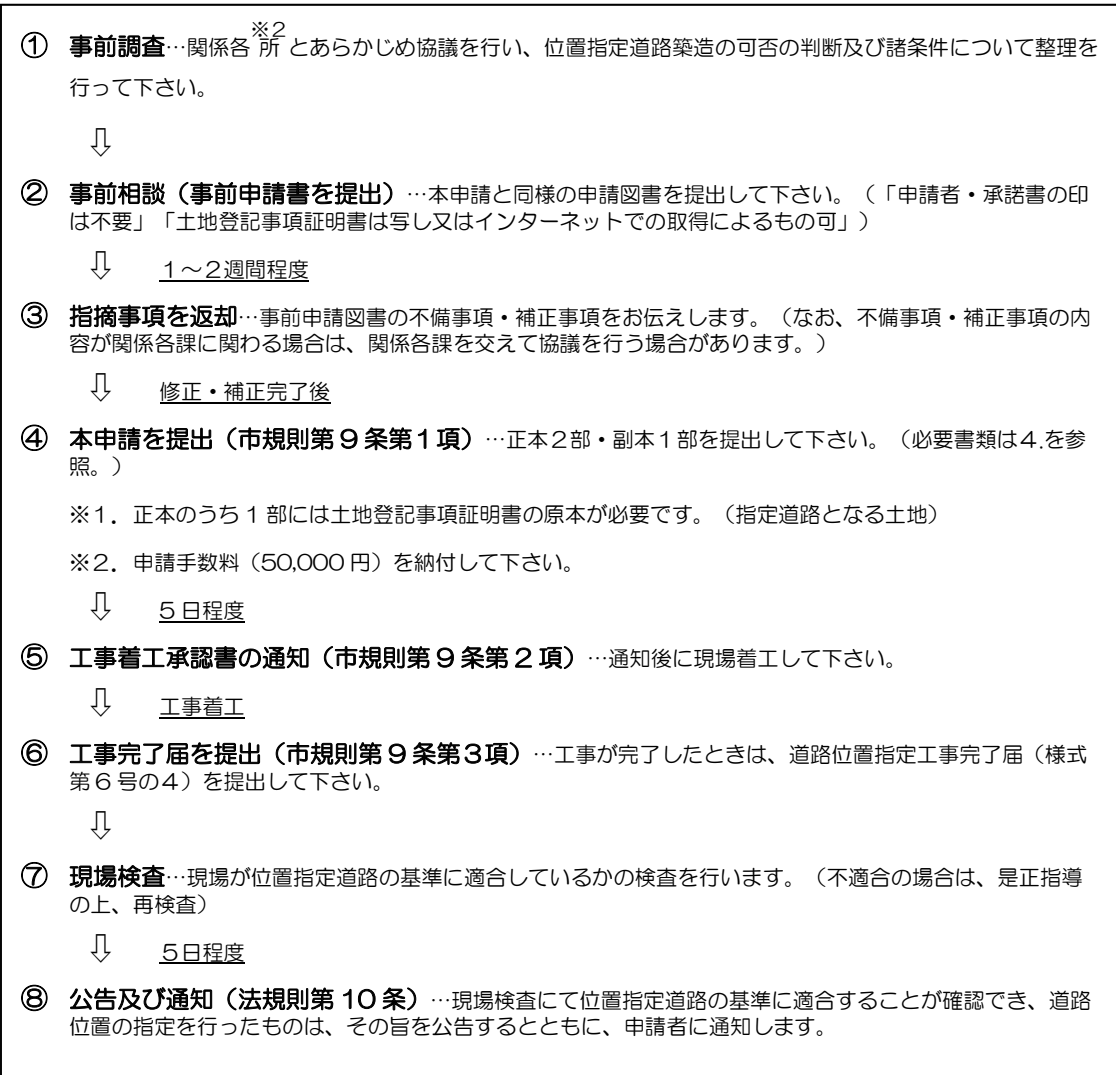 ※2
① 事前調査…関係各所とあらかじめ協議を行い、位置指定道路築造の可否の判断及び諸条件について整理を
行って下さい。
⇩
② 事前相談（事前申請書を提出）…本申請と同様の申請図書を提出して下さい。（「申請者・承諾書の印
は不要」「土地登記事項証明書は写し又はインターネットでの取得によるもの可」）
⇩ 1～2週間程度
③ 指摘事項を返却…事前申請図書の不備事項・補正事項をお伝えします。（なお、不備事項・補正事項の内
容が関係各課に関わる場合は、関係各課を交えて協議を行う場合があります。）
⇩ 修正・補正完了後
④ 本申請を提出（市規則第9条第1項）…正本2部・副本1部を提出して下さい。（必要書類は4.を参
照。）
※1．正本のうち1部には土地登記事項証明書の原本が必要です。（指定道路となる土地）
※2．申請手数料（50,000円）を納付して下さい。
⇩ 5日程度
⑤ 工事着工承認書の通知（市規則第9条第2項）…通知後に現場着工して下さい。
⇩ 工事着工
⑥ 工事完了届を提出（市規則第9条第3項）…工事が完了したときは、道路位置指定工事完了届（様式
第6号の4）を提出して下さい。
⇩
⑦ 現場検査…現場が位置指定道路の基準に適合しているかの検査を行います。（不適合の場合は、是正指導
の上、再検査）
⇩ 5日程度
⑧ 公告及び通知（法規則第10条）…現場検査にて位置指定道路の基準に適合することが確認でき、道路
位置の指定を行ったものは、その旨を公告するとともに、申請者に通知します。